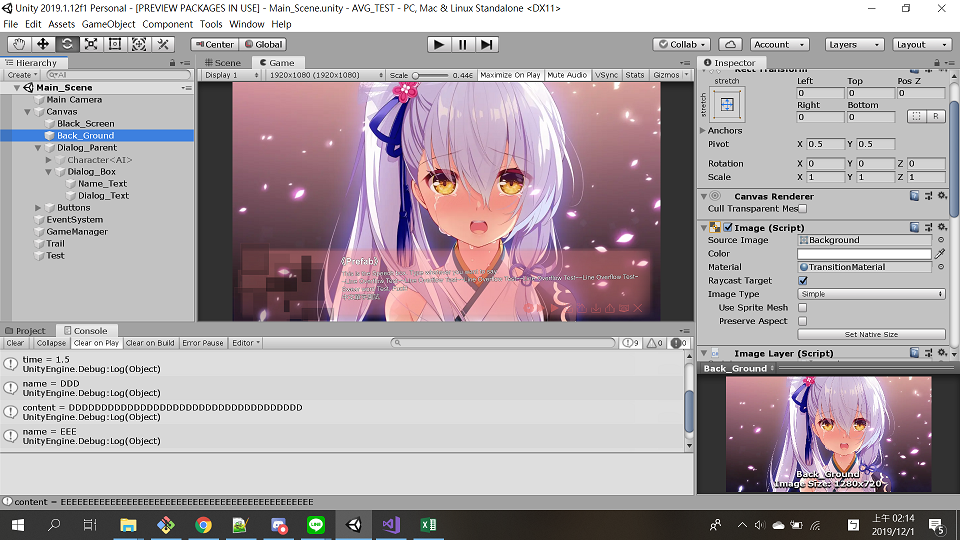 Unity 2019.1.12f1 Personal - [PREVIEW PACKAGES IN USE] - Main_Scene.unity - AVG_TEST - PC, Mac & Linux Standalone <DX11>
File Edit Assets GameObject Component Tools Window Help
Center Global Collab Account Layers Layout
Hierarchy
Create All
Main_Scene
Main Camera
Canvas
Black_Screen
Back_Ground
Dialog_Parent
Character<AI>
Dialog_Box
Name_Text
Dialog_Text
Buttons
EventSystem
GameManager
Trail
Test
Scene Game
Display 1 1920x1080 (1920x1080) Scale 0.44x Maximize On Play Mute Audio VSync Stats Gizmos
《Prefab》
Inspector
Rect Transform
stretch Left Top Pos Z
stretch 0 0 0
Right Bottom
0 0 R
Anchors
Pivot X 0.5 Y 0.5
Rotation X 0 Y 0 Z 0
Scale X 1 Y 1 Z 1
Canvas Renderer
Cull Transparent Mes
Image (Script)
Source Image Background
Color
Material TransitionMaterial
Raycast Target
Image Type Simple
Use Sprite Mesh
Preserve Aspect
Set Native Size
Image Layer (Script)
Back_Ground
Back_Ground
Image Size: 1280x720
Project Console
Clear Collapse Clear on Play Clear on Build Error Pause Editor 9 0 0
time = 1.5
UnityEngine.Debug:Log(Object)
name = DDD
UnityEngine.Debug:Log(Object)
content = DDDDDDDDDDDDDDDDDDDDDDDDDDDDDDDDDDDD
UnityEngine.Debug:Log(Object)
name = EEE
UnityEngine.Debug:Log(Object)
content = EEEEEEEEEEEEEEEEEEEEEEEEEEEEEEEEEEEEEEEEEEEEEE
上午 02:14
2019/12/1
5